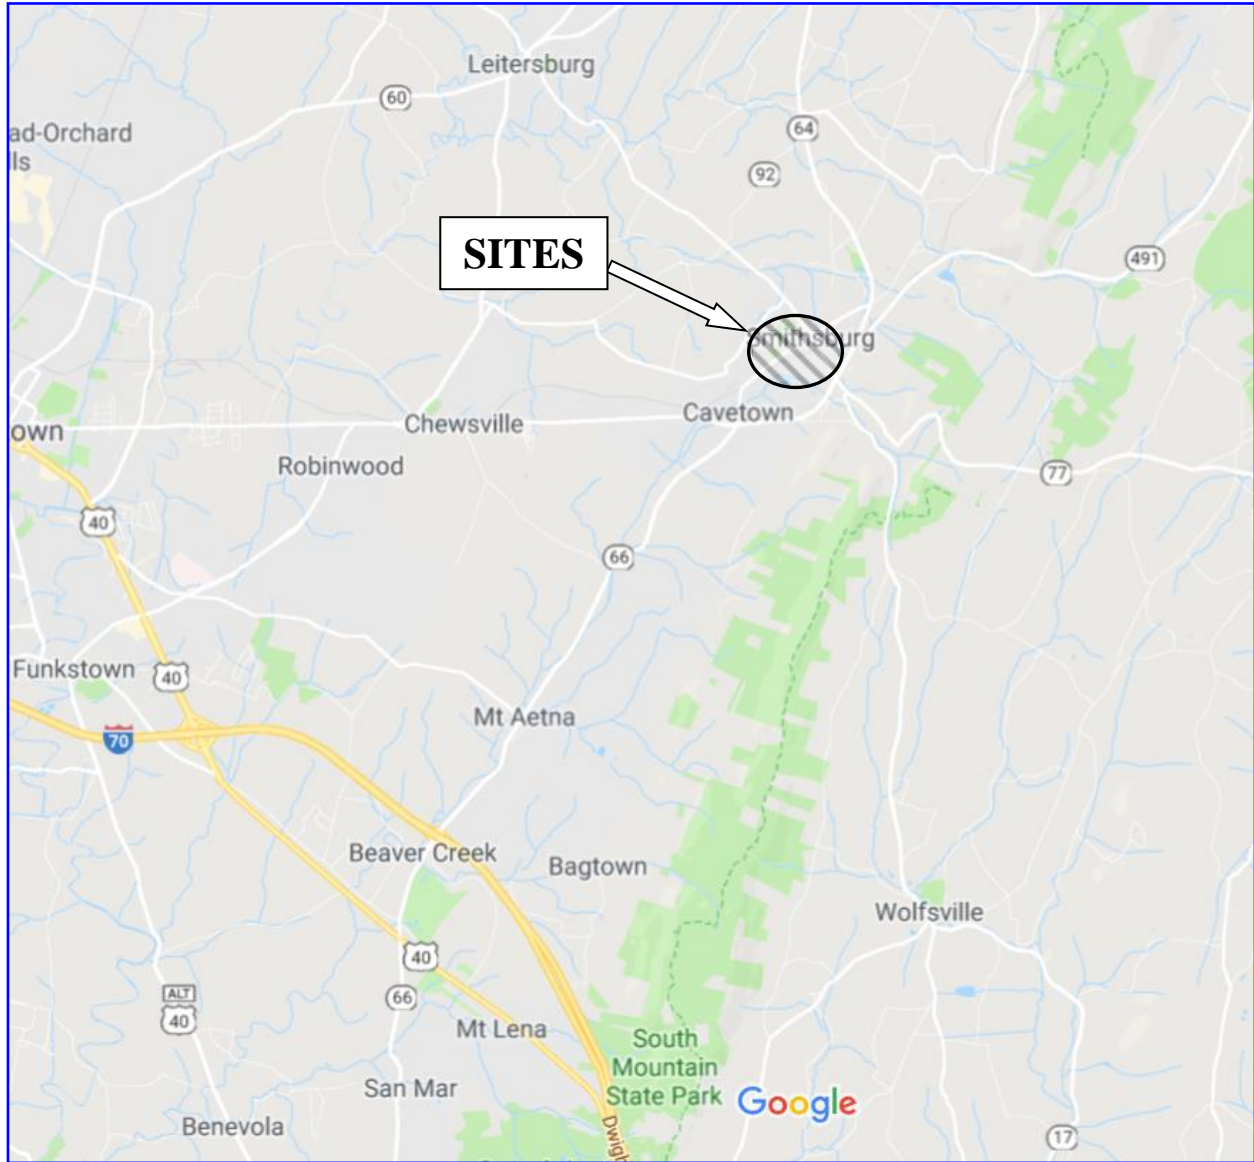 Leitersburg
60
ad-Orchard
lls
64
92
SITES
491
Smithsburg
Cavetown
Chewsville
own
Robinwood
77
40
66
Funkstown
40
Mt Aetna
70
Beaver Creek
Bagtown
Wolfsville
40
ALT
40
66
Mt Lena
South
Mountain
State Park
San Mar
Google
Benevola
Dwigh
17